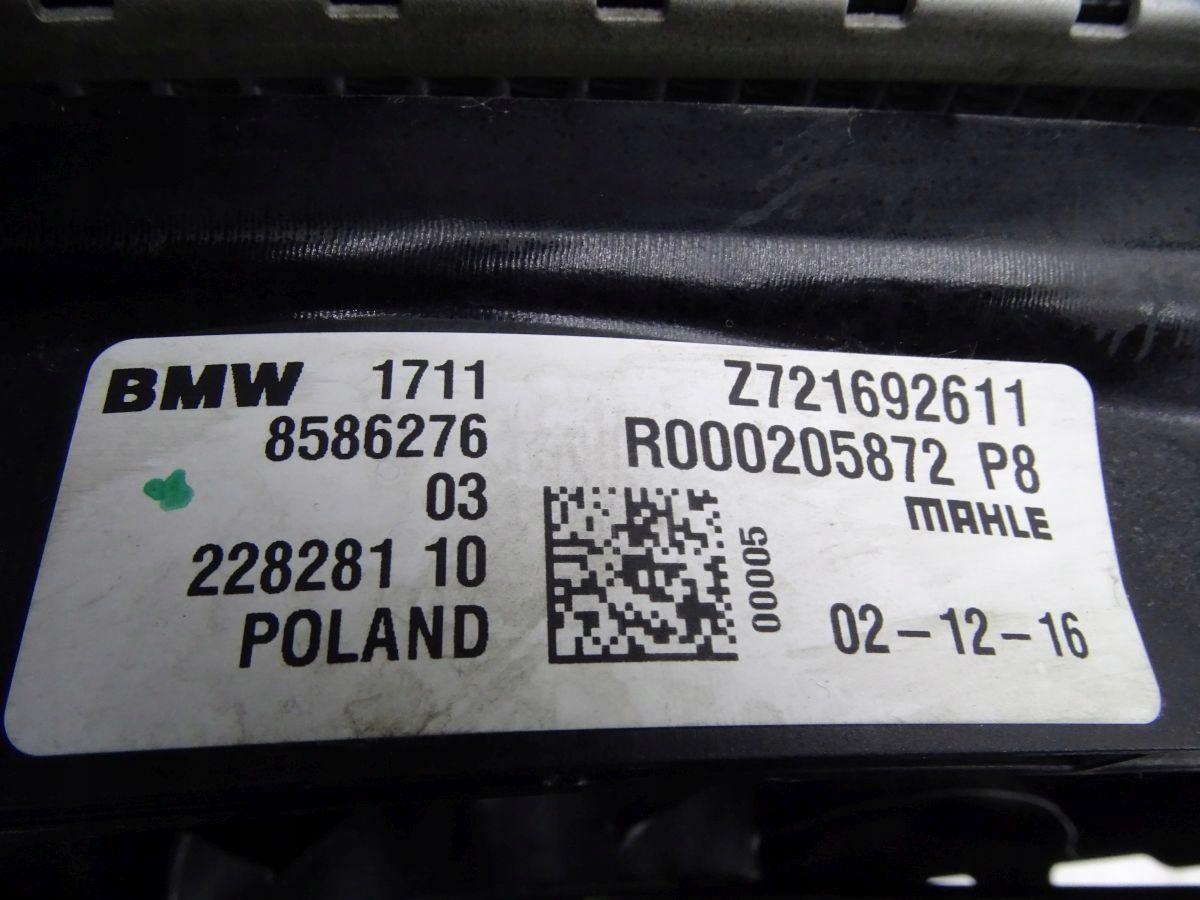 BMW 1711
8586276
03
228281 10
POLAND
Z721692611
R000205872 P8
MAHLE
00005
02-12-16